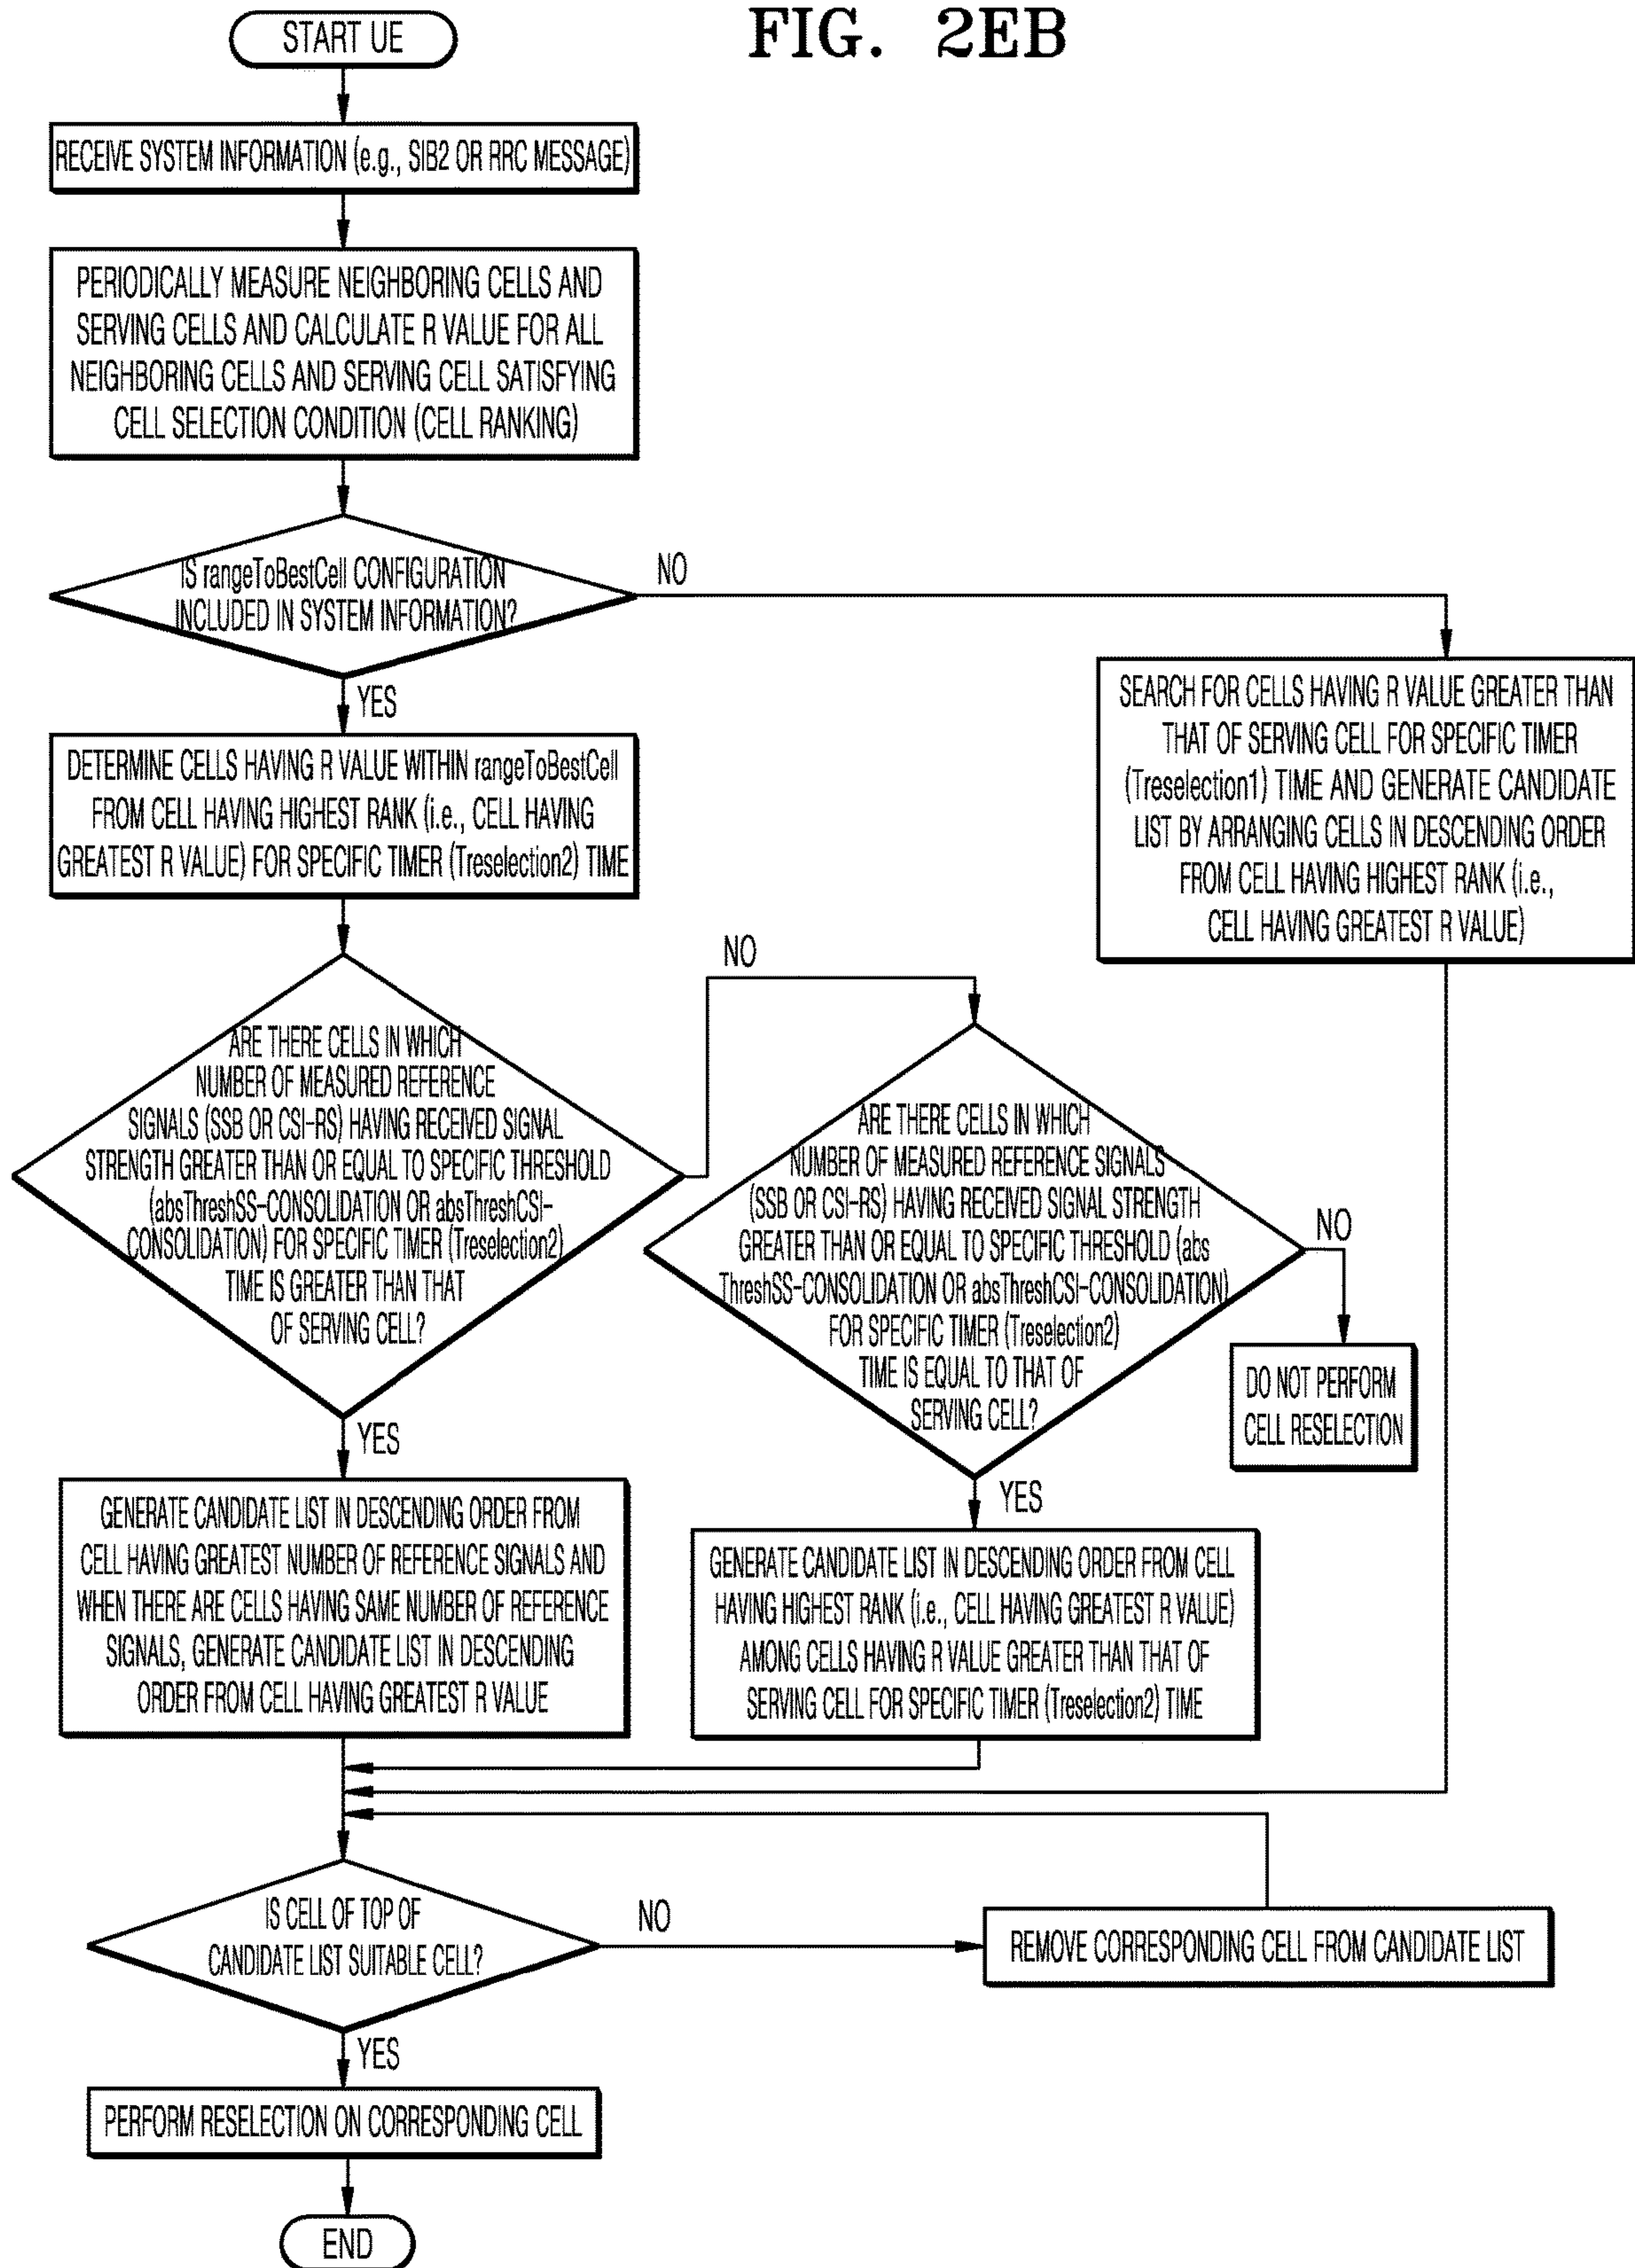 FIG. 2EB
START UE
RECEIVE SYSTEM INFORMATION (e.g., SIB2 OR RRC MESSAGE)
PERIODICALLY MEASURE NEIGHBORING CELLS AND
SERVING CELLS AND CALCULATE R VALUE FOR ALL
NEIGHBORING CELLS AND SERVING CELL SATISFYING
CELL SELECTION CONDITION (CELL RANKING)
IS rangeToBestCell CONFIGURATION
INCLUDED IN SYSTEM INFORMATION?
NO
YES
SEARCH FOR CELLS HAVING R VALUE GREATER THAN
THAT OF SERVING CELL FOR SPECIFIC TIMER
(Treselection1) TIME AND GENERATE CANDIDATE
LIST BY ARRANGING CELLS IN DESCENDING ORDER
FROM CELL HAVING HIGHEST RANK (i.e.,
CELL HAVING GREATEST R VALUE)
DETERMINE CELLS HAVING R VALUE WITHIN rangeToBestCell
FROM CELL HAVING HIGHEST RANK (i.e., CELL HAVING
GREATEST R VALUE) FOR SPECIFIC TIMER (Treselection2) TIME
NO
ARE THERE CELLS IN WHICH
NUMBER OF MEASURED REFERENCE
SIGNALS (SSB OR CSI-RS) HAVING RECEIVED SIGNAL
STRENGTH GREATER THAN OR EQUAL TO SPECIFIC THRESHOLD
(absThreshSS-CONSOLIDATION OR absThreshCSI-
CONSOLIDATION) FOR SPECIFIC TIMER (Treselection2)
TIME IS GREATER THAN THAT
OF SERVING CELL?
ARE THERE CELLS IN WHICH
NUMBER OF MEASURED REFERENCE SIGNALS
(SSB OR CSI-RS) HAVING RECEIVED SIGNAL STRENGTH
GREATER THAN OR EQUAL TO SPECIFIC THRESHOLD (abs
ThreshSS-CONSOLIDATION OR absThreshCSI-CONSOLIDATION)
FOR SPECIFIC TIMER (Treselection2)
TIME IS EQUAL TO THAT OF
SERVING CELL?
NO
DO NOT PERFORM
CELL RESELECTION
YES
YES
GENERATE CANDIDATE LIST IN DESCENDING ORDER FROM
CELL HAVING GREATEST NUMBER OF REFERENCE SIGNALS AND
WHEN THERE ARE CELLS HAVING SAME NUMBER OF REFERENCE
SIGNALS, GENERATE CANDIDATE LIST IN DESCENDING
ORDER FROM CELL HAVING GREATEST R VALUE
GENERATE CANDIDATE LIST IN DESCENDING ORDER FROM CELL
HAVING HIGHEST RANK (i.e., CELL HAVING GREATEST R VALUE)
AMONG CELLS HAVING R VALUE GREATER THAN THAT OF
SERVING CELL FOR SPECIFIC TIMER (Treselection2) TIME
IS CELL OF TOP OF
CANDIDATE LIST SUITABLE CELL?
NO
REMOVE CORRESPONDING CELL FROM CANDIDATE LIST
YES
PERFORM RESELECTION ON CORRESPONDING CELL
END